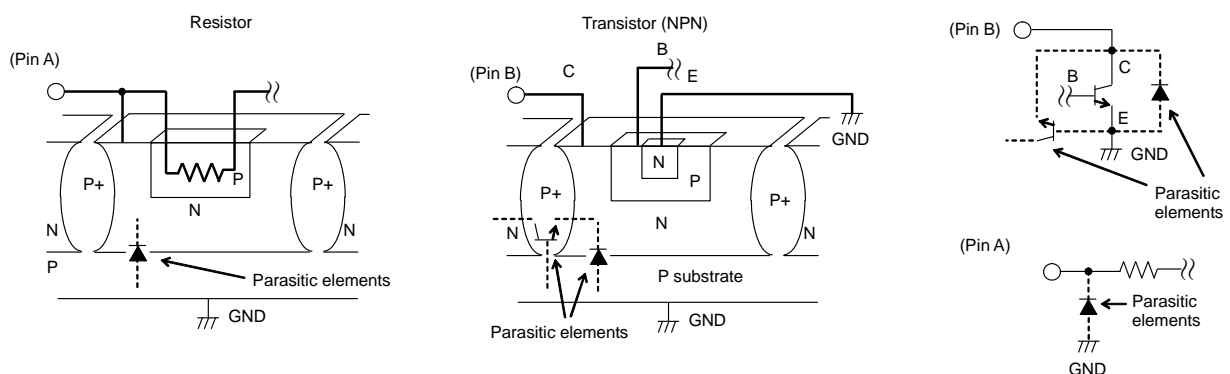 Resistor
(Pin A)
P+
P
N
P+
N
N
P
Parasitic elements
GND
Transistor (NPN)
(Pin B)
C
B
E
GND
N
P
P+
N
P+
N
N
P substrate
Parasitic elements
GND
(Pin B)
C
B
E
GND
Parasitic
elements
(Pin A)
Parasitic
elements
GND